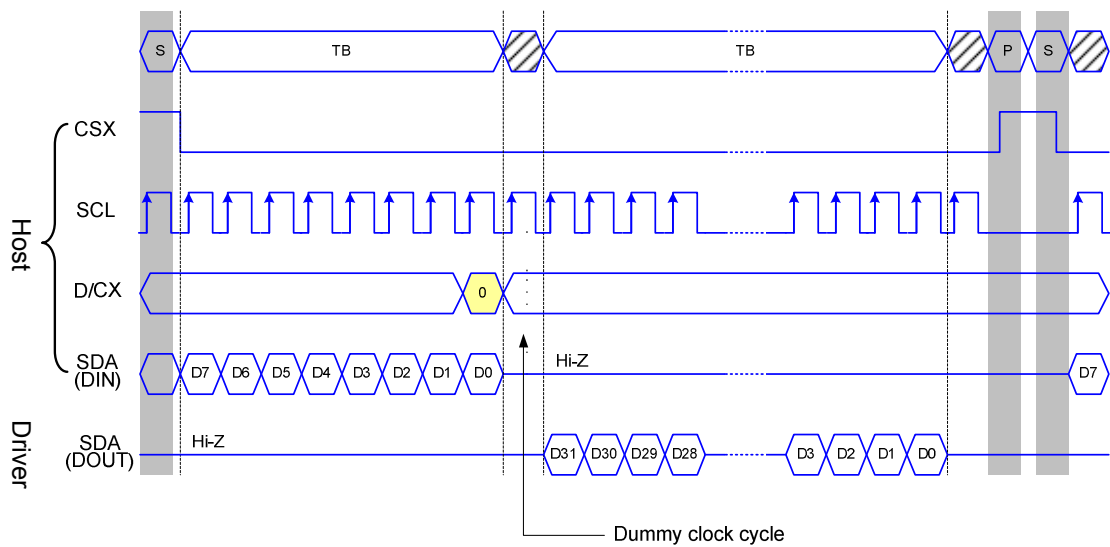 S
TB
TB
P
S
CSX
SCL
D/CX
0
Host
SDA
(DIN)
D7
D6
D5
D4
D3
D2
D1
D0
Hi-Z
D7
Driver
SDA
(DOUT)
Hi-Z
D31
D30
D29
D28
D3
D2
D1
D0
Dummy clock cycle